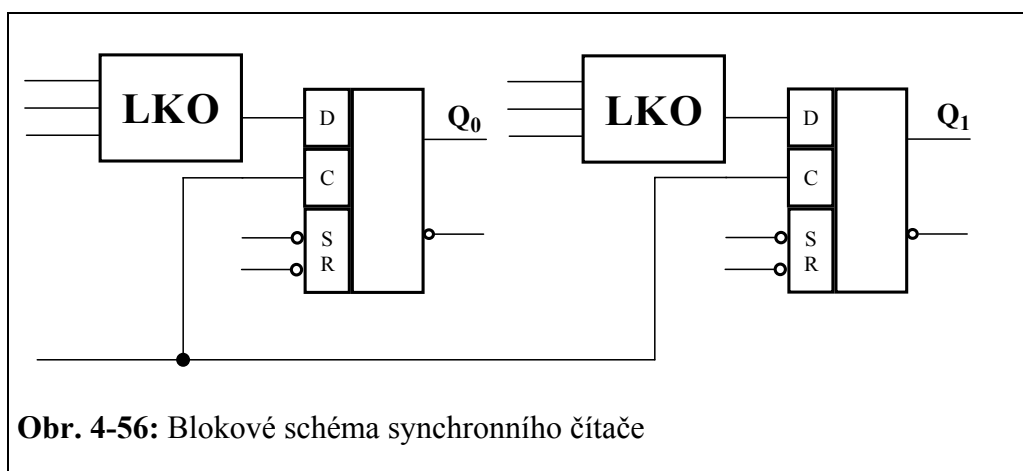 LKO
D
Q0
C
S
R
LKO
D
Q1
C
S
R
Obr. 4-56: Blokové schéma synchronního čítače